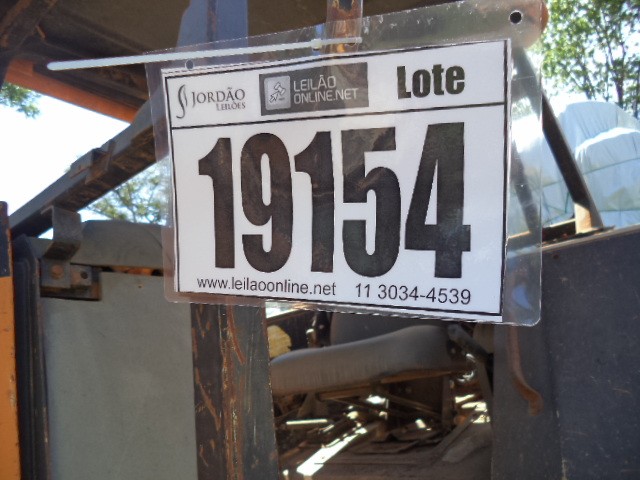 JORDÃO LEILÕES
LEILÃO ONLINE.NET
Lote
19154
www.leilaoonline.net 11 3034-4539